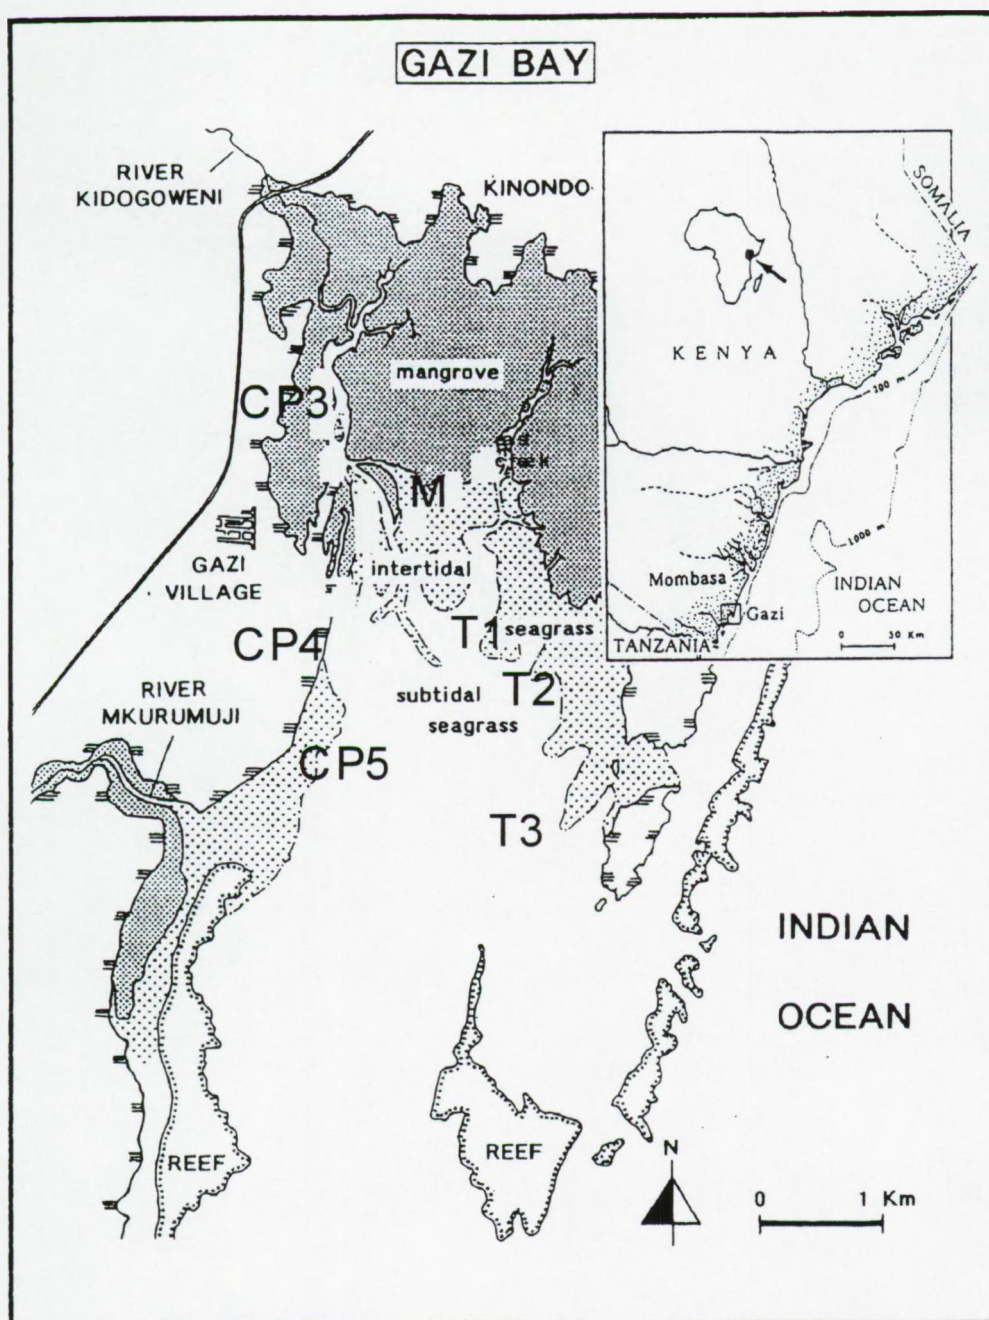 GAZI BAY
RIVER
KIDOGOWENI
KINONDO
SOMALIA
KENYA
mangrove
CP3
200 m
east
creek
M
1000 m
GAZI
VILLAGE
intertidal
Mombasa
INDIAN
OCEAN
Gazi
T1
seagrass
TANZANIA
0 30 Km
CP4
T2
subtidal
seagrass
RIVER
MKURUMUJI
CP5
T3
INDIAN
OCEAN
REEF
REEF
N
0 1 Km